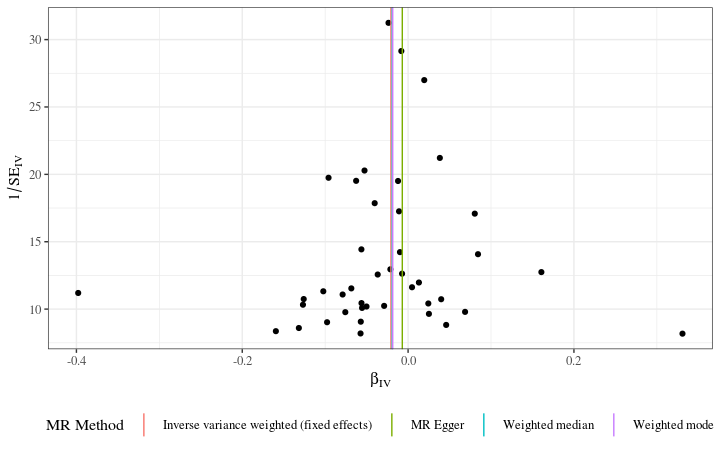 30
25
20
15
10
1/SE_IV
-0.4
-0.2
0.0
0.2
β_IV
MR Method
Inverse variance weighted (fixed effects)
MR Egger
Weighted median
Weighted mode